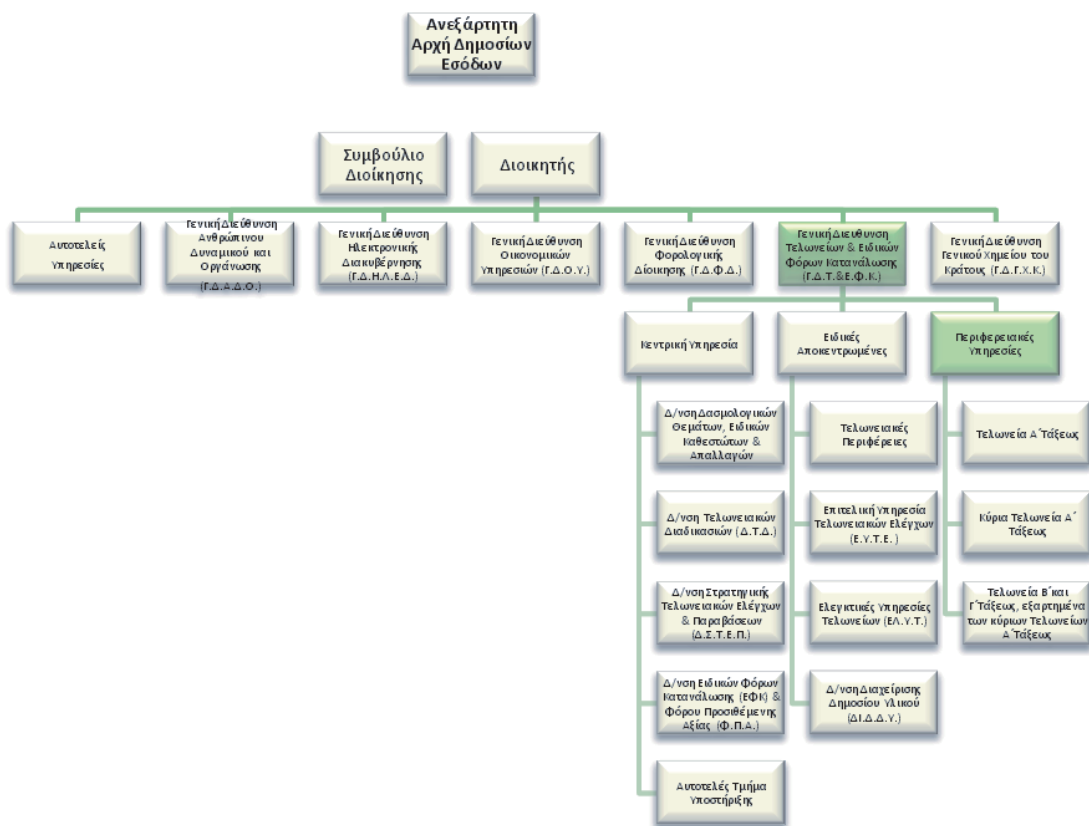 Ανεξάρτητη
Αρχή Δημοσίων
Εσόδων
Συμβούλιο
Διοίκησης
Διοικητής
Αυτοτελείς
Υπηρεσίες
Γενική Διεύθυνση
Ανθρώπινου
Δυναμικού και
Οργάνωσης
(Γ.Δ.Α.Δ.Ο.)
Γενική Διεύθυνση
Ηλεκτρονικής
Διακυβέρνησης
(Γ.Δ.Η.Λ.Ε.Δ.)
Γενική Διεύθυνση
Οικονομικών
Υπηρεσιών (Γ.Δ.Ο.Υ.)
Γενική Διεύθυνση
Φορολογικής
Δίοικησης (Γ.Δ.Φ.Δ.)
Γενική Διευθυνση
Τελωνείων & Ειδικών
Φόρων Κατανάλωσης
(Γ.Δ.Τ.&Ε.Φ.Κ.)
Γενική Διεύθυνση
Γενικού Χημείου του
Κράτους (Γ.Δ.Γ.Χ.Κ.)
Κεντρική Υπηρεσία
Ειδικές
Αποκεντρωμένες
Περιφερειακές
Υπηρεσίες
Δ/νση Δασμολογικών
Θεμάτων, Ειδικών
Καθεστώτων &
Απαλλαγών
Δ/νση Τελωνειακών
Διαδικασιών (Δ.Τ.Δ.)
Δ/νση Στρατηγικής
Τελωνειακών Ελέγχων
& Παραβάσεων
(Δ.Σ.Τ.Ε.Π.)
Δ/νση Ειδικών Φόρων
Κατανάλωσης (ΕΦΚ) &
Φόρου Προσιθέμενης
Αξίας (Φ.Π.Α.)
Αυτοτελές Τμήμα
Υποστήριξης
Τελωνειακές
Περιφέρειες
Επιτελική Υπηρεσία
Τελωνειακών Ελέγχων
(Ε.Υ.Τ.Ε.)
Ελεγκτικές Υπηρεσίες
Τελωνείων (ΕΛ.Υ.Τ.)
Δ/νση Διαχείρισης
Δημοσίου Υλικού
(ΔΙ.Δ.Δ.Υ.)
Τελωνεία Α΄Τάξεως
Κύρια Τελωνεία Α΄
Τάξεως
Τελωνεία Β΄και
Γ΄Τάξεως, εξαρτημένα
των κύριων Τελωνείων
Α΄Τάξεως